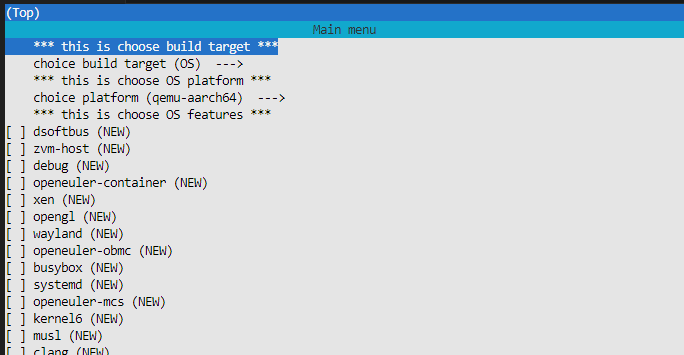 (Top)
Main menu
*** this is choose build target ***
choice build target (OS)  --->
*** this is choose OS platform ***
choice platform (qemu-aarch64)  --->
*** this is choose OS features ***
[ ] dsoftbus (NEW)
[ ] zvm-host (NEW)
[ ] debug (NEW)
[ ] openeuler-container (NEW)
[ ] xen (NEW)
[ ] opengl (NEW)
[ ] wayland (NEW)
[ ] openeuler-obmc (NEW)
[ ] busybox (NEW)
[ ] systemd (NEW)
[ ] openeuler-mcs (NEW)
[ ] kernel6 (NEW)
[ ] musl (NEW)
[ ] clang (NEW)